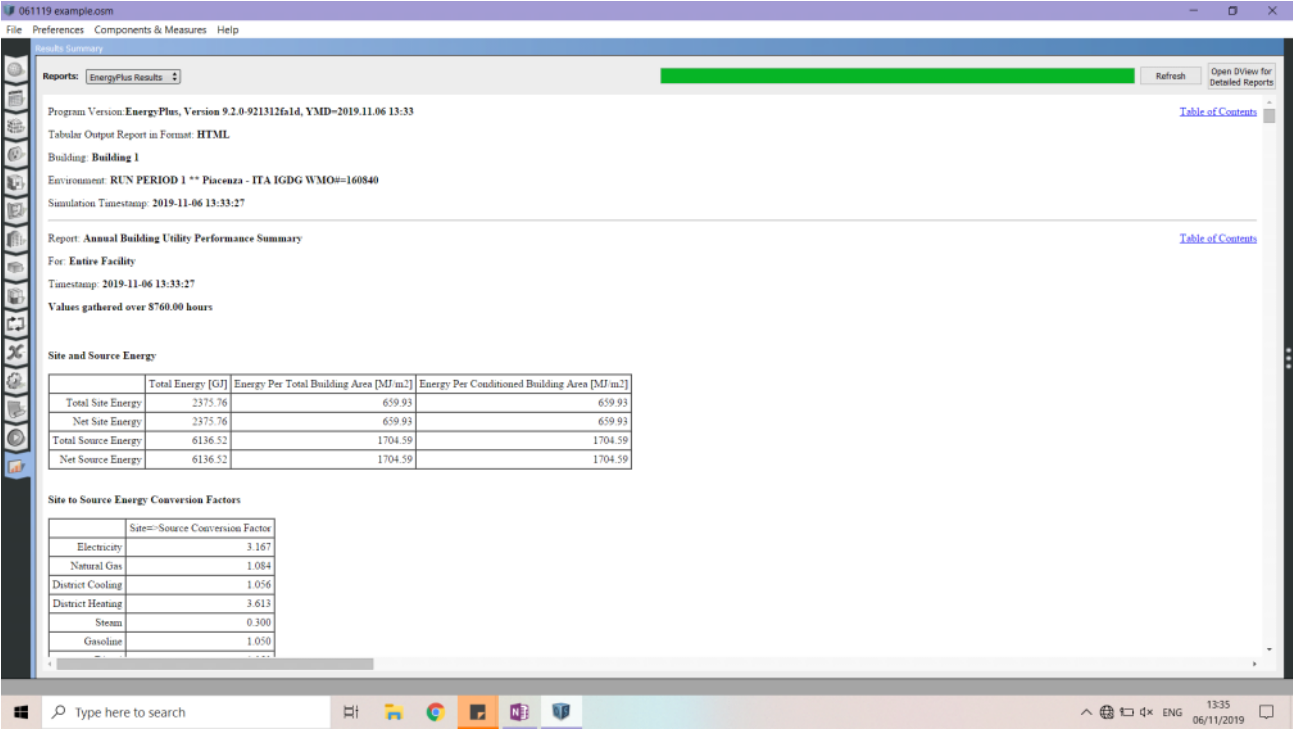 061119 example.osm
File Preferences Components & Measures Help
Results Summary
Reports: EnergyPlus Results Refresh Open DView for
Detailed Reports
Program Version:EnergyPlus, Version 9.2.0-921312fa1d, YMD=2019.11.06 13:33 Table of Contents
Tabular Output Report in Format: HTML
Building: Building 1
Environment: RUN PERIOD 1 ** Piacenza - ITA IGDG WMO#=160840
Simulation Timestamp: 2019-11-06 13:33:27
Report: Annual Building Utility Performance Summary Table of Contents
For: Entire Facility
Timestamp: 2019-11-06 13:33:27
Values gathered over 8760.00 hours
Site and Source Energy
Total Energy [GJ] Energy Per Total Building Area [MJ/m2] Energy Per Conditioned Building Area [MJ/m2]
Total Site Energy 2375.76 659.93 659.93
Net Site Energy 2375.76 659.93 659.93
Total Source Energy 6136.52 1704.59 1704.59
Net Source Energy 6136.52 1704.59 1704.59
Site to Source Energy Conversion Factors
Site=>Source Conversion Factor
Electricity 3.167
Natural Gas 1.084
District Cooling 1.056
District Heating 3.613
Steam 0.300
Gasoline 1.050
Type here to search ENG 13:35
06/11/2019